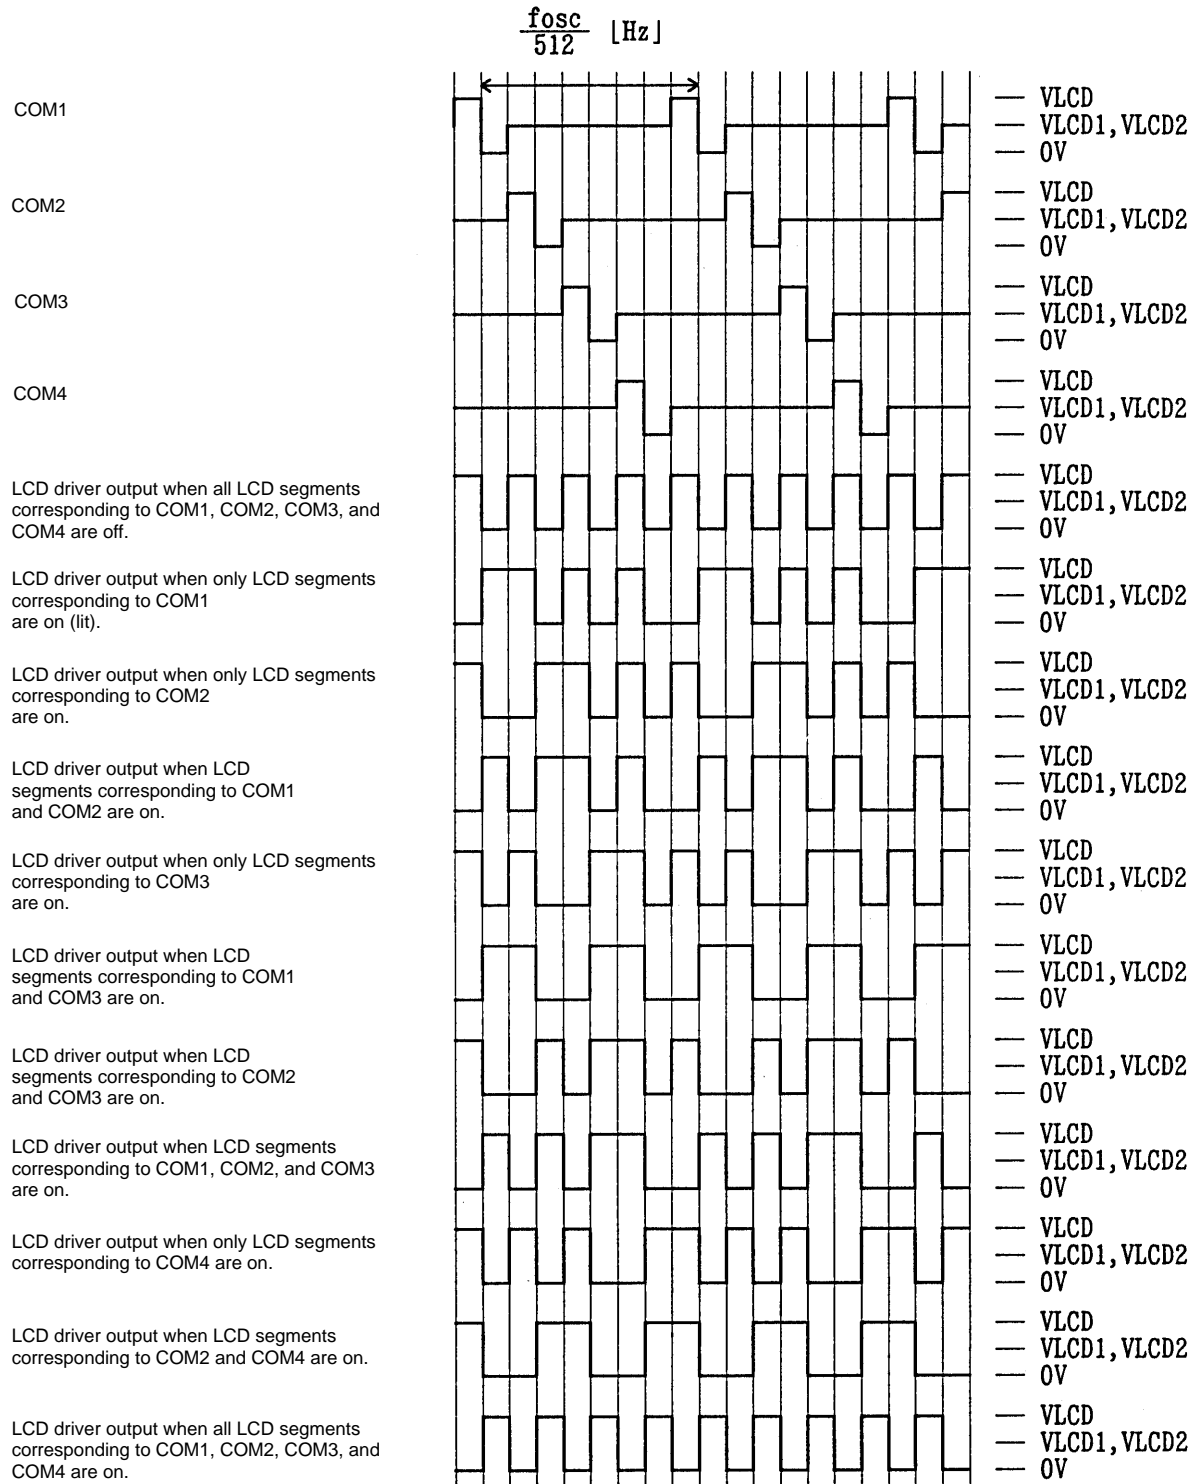 fosc
512
[Hz]
COM1
VLCD
VLCD1,VLCD2
0V
COM2
VLCD
VLCD1,VLCD2
0V
COM3
VLCD
VLCD1,VLCD2
0V
COM4
VLCD
VLCD1,VLCD2
0V
LCD driver output when all LCD segments
corresponding to COM1, COM2, COM3, and
COM4 are off.
VLCD
VLCD1,VLCD2
0V
LCD driver output when only LCD segments
corresponding to COM1
are on (lit).
VLCD
VLCD1,VLCD2
0V
LCD driver output when only LCD segments
corresponding to COM2
are on.
VLCD
VLCD1,VLCD2
0V
LCD driver output when LCD
segments corresponding to COM1
and COM2 are on.
VLCD
VLCD1,VLCD2
0V
LCD driver output when only LCD segments
corresponding to COM3
are on.
VLCD
VLCD1,VLCD2
0V
LCD driver output when LCD
segments corresponding to COM1
and COM3 are on.
VLCD
VLCD1,VLCD2
0V
LCD driver output when LCD
segments corresponding to COM2
and COM3 are on.
VLCD
VLCD1,VLCD2
0V
LCD driver output when LCD segments
corresponding to COM1, COM2, and COM3
are on.
VLCD
VLCD1,VLCD2
0V
LCD driver output when only LCD segments
corresponding to COM4 are on.
VLCD
VLCD1,VLCD2
0V
LCD driver output when LCD segments
corresponding to COM2 and COM4 are on.
VLCD
VLCD1,VLCD2
0V
LCD driver output when all LCD segments
corresponding to COM1, COM2, COM3, and
COM4 are on.
VLCD
VLCD1,VLCD2
0V